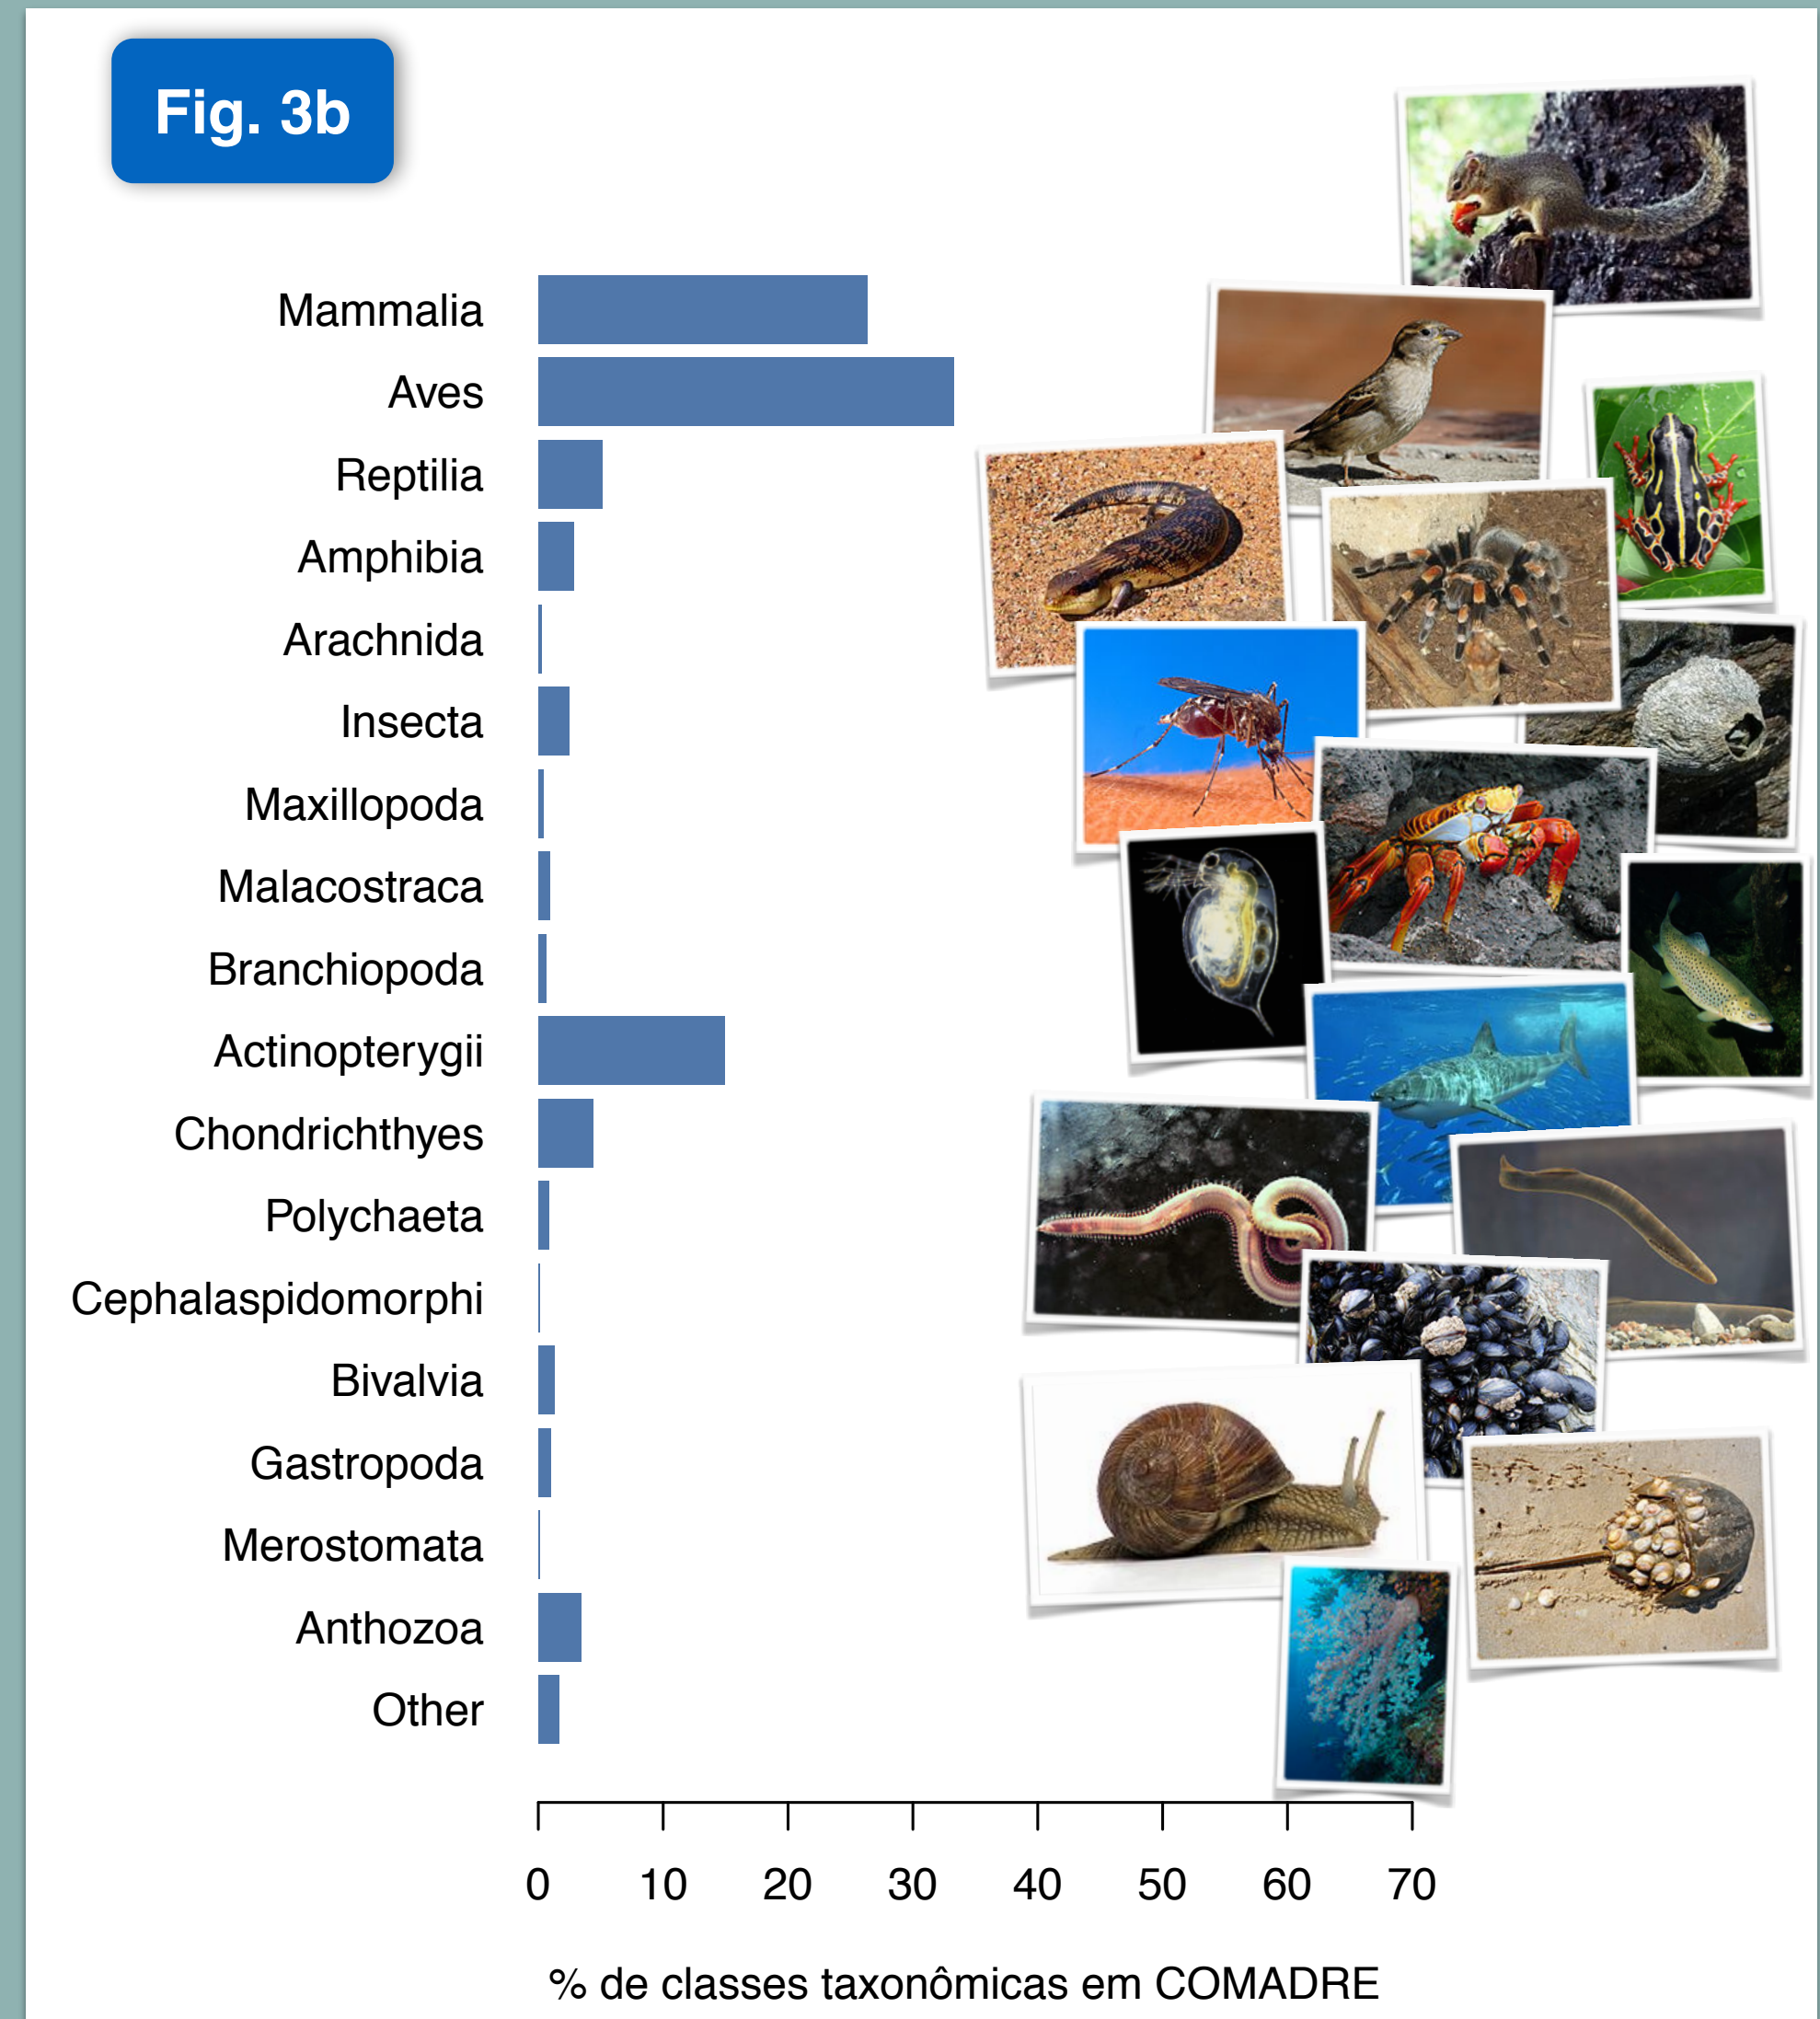 Fig. 3b
Mammalia
Aves
Reptilia
Amphibia
Arachnida
Insecta
Maxillopoda
Malacostraca
Branchiopoda
Actinopterygii
Chondrichthyes
Polychaeta
Cephalaspidomorphi
Bivalvia
Gastropoda
Merostomata
Anthozoa
Other
0 10 20 30 40 50 60 70
% de classes taxonômicas em COMADRE